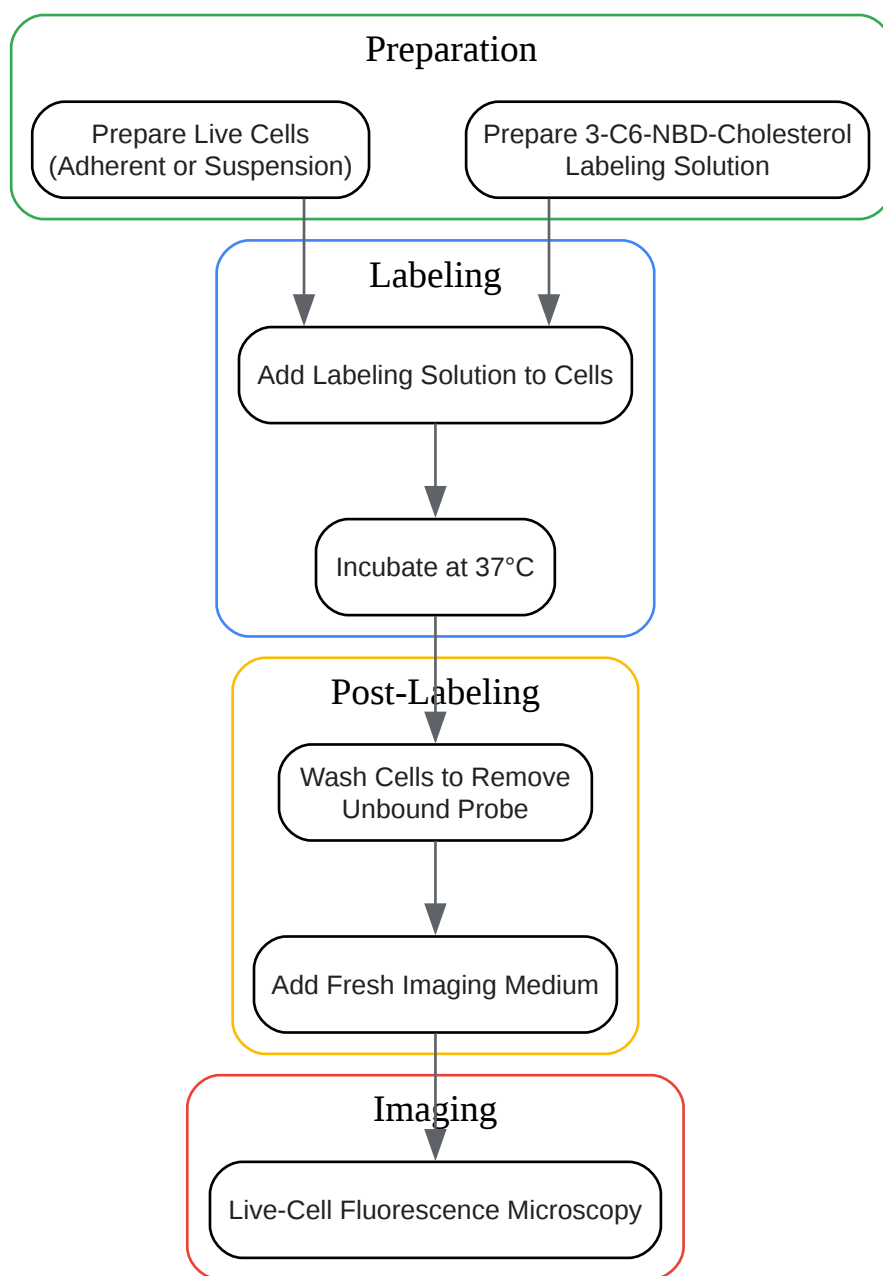 Preparation
Prepare Live Cells
(Adherent or Suspension)
Prepare 3-C6-NBD-Cholesterol
Labeling Solution
Labeling
Add Labeling Solution to Cells
Incubate at 37°C
Post-Labeling
Wash Cells to Remove
Unbound Probe
Add Fresh Imaging Medium
Imaging
Live-Cell Fluorescence Microscopy